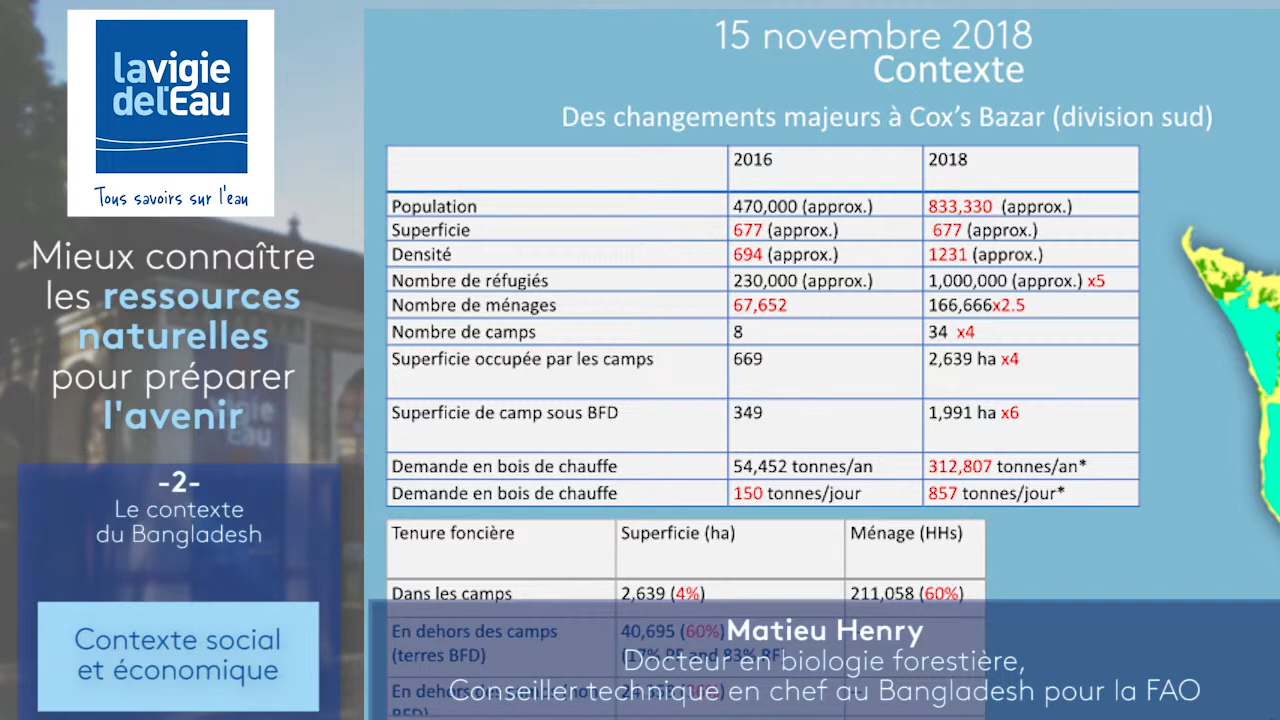 lavigie
del'Eau
Tous savoirs sur l'eau
Mieux connaître
les ressources
naturelles
pour préparer
l'avenir
-2-
Le contexte
du Bangladesh
Contexte social
et économique
15 novembre 2018
Contexte
Des changements majeurs à Cox's Bazar (division sud)
2016 2018
Population 470,000 (approx.) 833,330 (approx.)
Superficie 677 (approx.) 677 (approx.)
Densité 694 (approx.) 1231 (approx.)
Nombre de réfugiés 230,000 (approx.) 1,000,000 (approx.) x5
Nombre de ménages 67,652 166,666x2.5
Nombre de camps 8 34 x4
Superficie occupée par les camps 669 2,639 ha x4
Superficie de camp sous BFD 349 1,991 ha x6
Demande en bois de chauffe 54,452 tonnes/an 312,807 tonnes/an*
Demande en bois de chauffe 150 tonnes/jour 857 tonnes/jour*
Tenure foncière Superficie (ha) Ménage (HHs)
Dans les camps 2,639 (4%) 211,058 (60%)
En dehors des camps 40,695 (60%)
(terres BFD)
Matieu Henry
Docteur en biologie forestière,
Conseiller technique en chef au Bangladesh pour la FAO